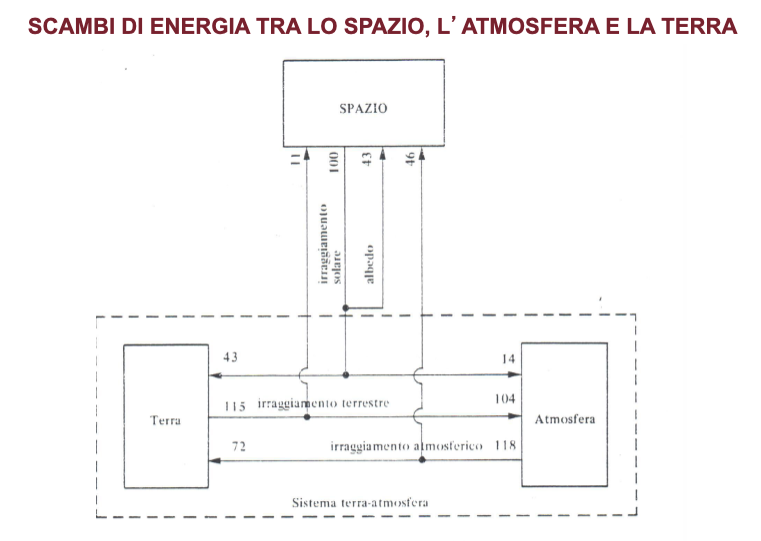 SCAMBI DI ENERGIA TRA LO SPAZIO, L’ ATMOSFERA E LA TERRA
SPAZIO
11
100
43
46
irraggiamento
solare
albedo
43
14
115 irraggiamento terrestre
104
Terra
Atmosfera
72
irraggiamento atmosferico 118
Sistema terra-atmosfera